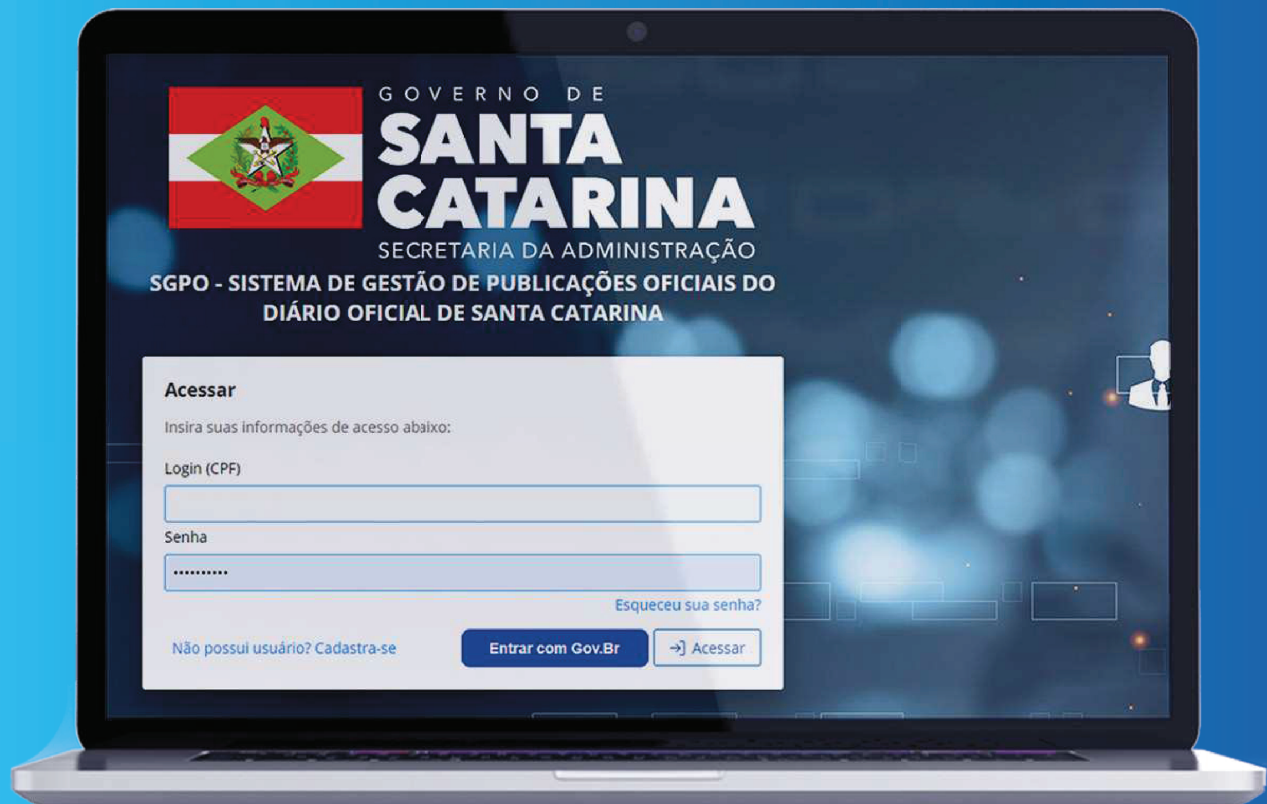 GOVERNO DE
SANTA
CATARINA
SECRETARIA DA ADMINISTRAÇÃO
SGPO - SISTEMA DE GESTÃO DE PUBLICAÇÕES OFICIAIS DO
DIÁRIO OFICIAL DE SANTA CATARINA
Acessar
Insira suas informações de acesso abaixo:
Login (CPF)
Senha
••••••••••
Esqueceu sua senha?
Não possui usuário? Cadastra-se
Entrar com Gov.Br
Acessar